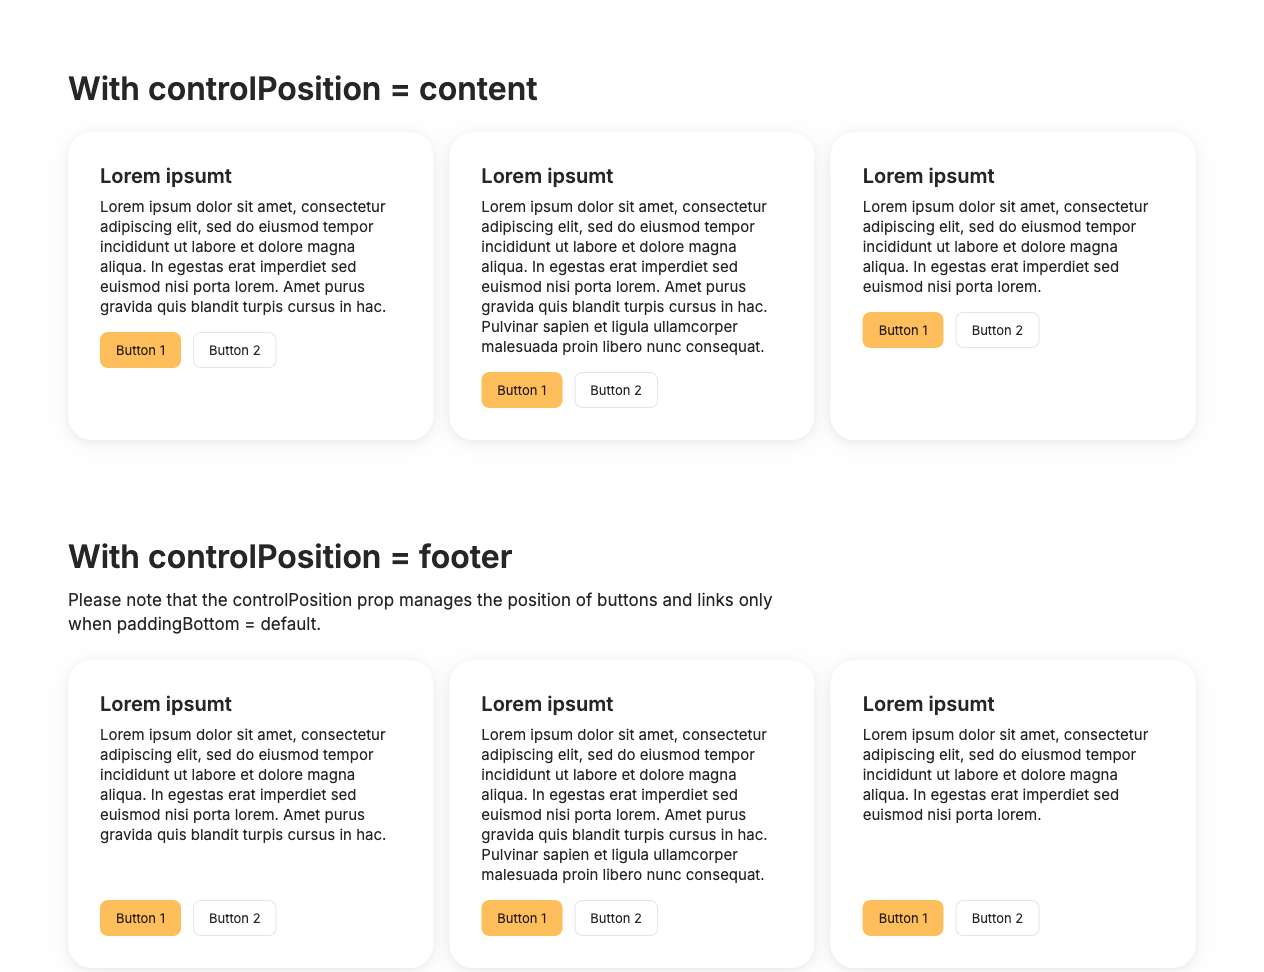 With controlPosition = content
Lorem ipsumt
Lorem ipsum dolor sit amet, consectetur
adipiscing elit, sed do eiusmod tempor
incididunt ut labore et dolore magna
aliqua. In egestas erat imperdiet sed
euismod nisi porta lorem. Amet purus
gravida quis blandit turpis cursus in hac.
Button 1
Button 2
Lorem ipsumt
Lorem ipsum dolor sit amet, consectetur
adipiscing elit, sed do eiusmod tempor
incididunt ut labore et dolore magna
aliqua. In egestas erat imperdiet sed
euismod nisi porta lorem. Amet purus
gravida quis blandit turpis cursus in hac.
Pulvinar sapien et ligula ullamcorper
malesuada proin libero nunc consequat.
Button 1
Button 2
Lorem ipsumt
Lorem ipsum dolor sit amet, consectetur
adipiscing elit, sed do eiusmod tempor
incididunt ut labore et dolore magna
aliqua. In egestas erat imperdiet sed
euismod nisi porta lorem.
Button 1
Button 2
With controlPosition = footer
Please note that the controlPosition prop manages the position of buttons and links only
when paddingBottom = default.
Lorem ipsumt
Lorem ipsum dolor sit amet, consectetur
adipiscing elit, sed do eiusmod tempor
incididunt ut labore et dolore magna
aliqua. In egestas erat imperdiet sed
euismod nisi porta lorem. Amet purus
gravida quis blandit turpis cursus in hac.
Button 1
Button 2
Lorem ipsumt
Lorem ipsum dolor sit amet, consectetur
adipiscing elit, sed do eiusmod tempor
incididunt ut labore et dolore magna
aliqua. In egestas erat imperdiet sed
euismod nisi porta lorem. Amet purus
gravida quis blandit turpis cursus in hac.
Pulvinar sapien et ligula ullamcorper
malesuada proin libero nunc consequat.
Button 1
Button 2
Lorem ipsumt
Lorem ipsum dolor sit amet, consectetur
adipiscing elit, sed do eiusmod tempor
incididunt ut labore et dolore magna
aliqua. In egestas erat imperdiet sed
euismod nisi porta lorem.
Button 1
Button 2